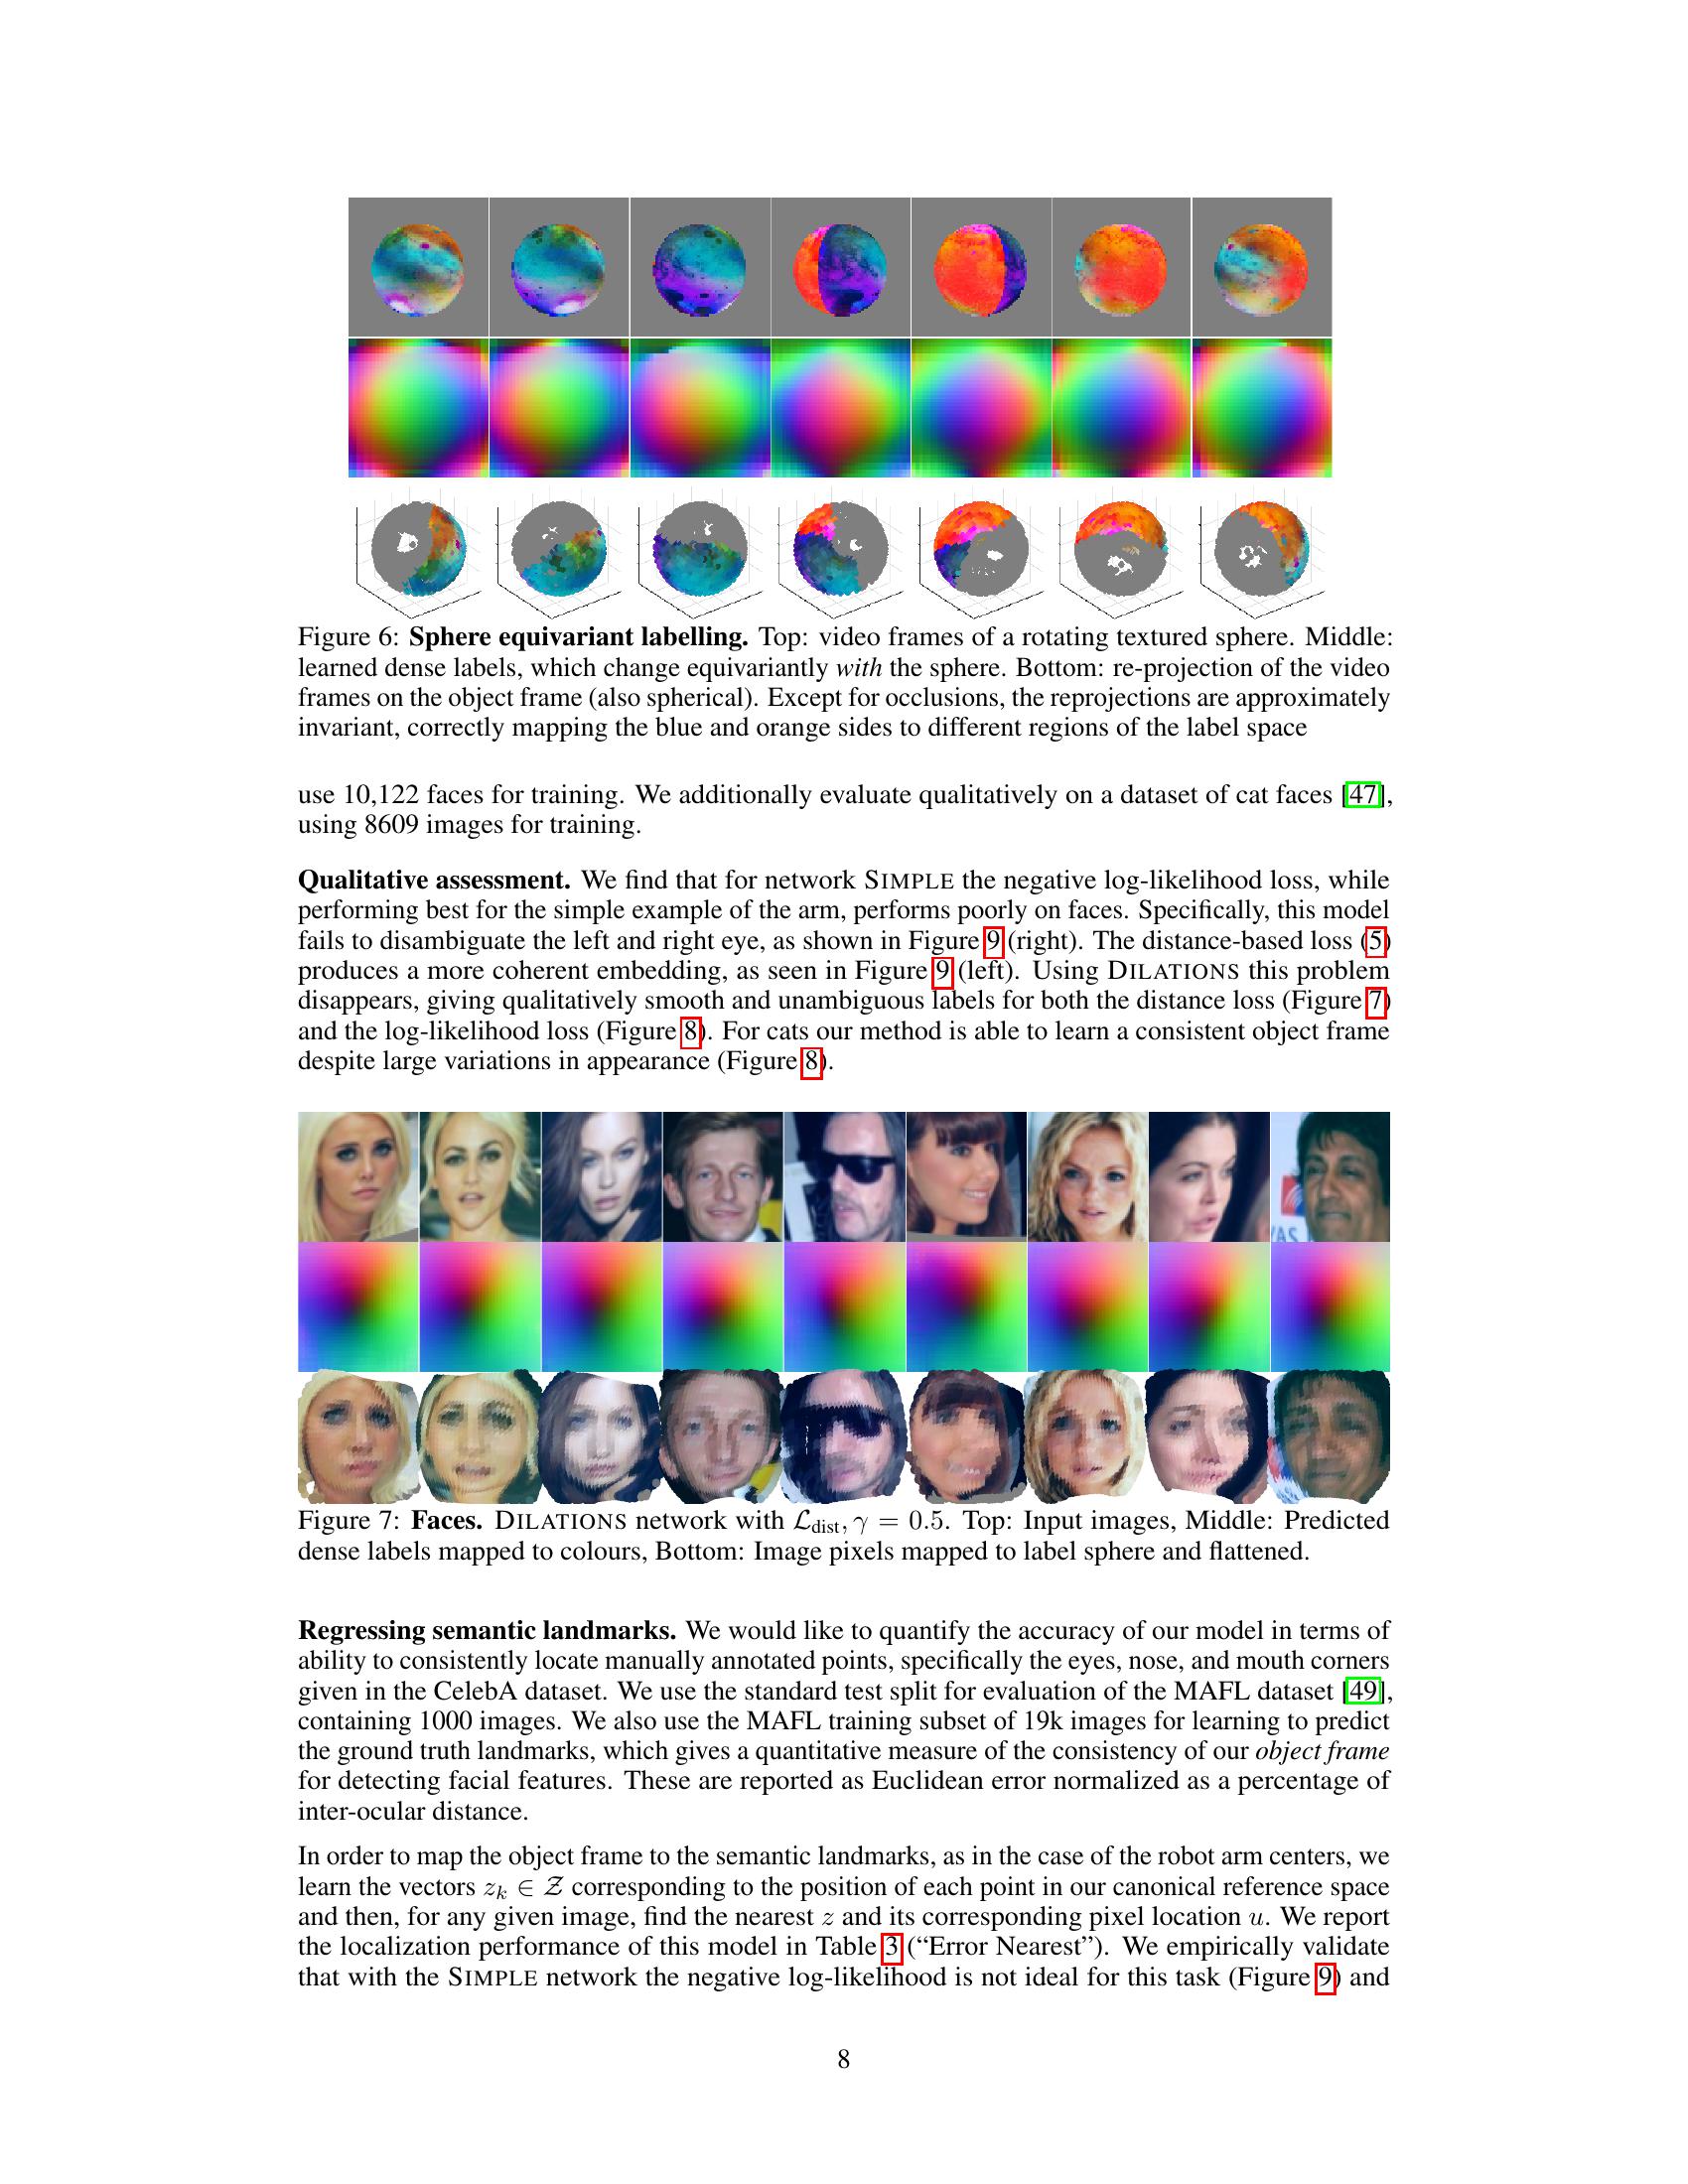 Figure 6: Sphere equivariant labelling. Top: video frames of a rotating textured sphere. Middle:
learned dense labels, which change equivariantly with the sphere. Bottom: re-projection of the video
frames on the object frame (also spherical). Except for occlusions, the reprojections are approximately
invariant, correctly mapping the blue and orange sides to different regions of the label space
use 10,122 faces for training. We additionally evaluate qualitatively on a dataset of cat faces [47],
using 8609 images for training.
Qualitative assessment. We find that for network SIMPLE the negative log-likelihood loss, while
performing best for the simple example of the arm, performs poorly on faces. Specifically, this model
fails to disambiguate the left and right eye, as shown in Figure 9 (right). The distance-based loss (5)
produces a more coherent embedding, as seen in Figure 9 (left). Using DILATIONS this problem
disappears, giving qualitatively smooth and unambiguous labels for both the distance loss (Figure 7)
and the log-likelihood loss (Figure 8). For cats our method is able to learn a consistent object frame
despite large variations in appearance (Figure 8).
VAS
Figure 7: Faces. DILATIONS network with ℒdist, γ = 0.5. Top: Input images, Middle: Predicted
dense labels mapped to colours, Bottom: Image pixels mapped to label sphere and flattened.
Regressing semantic landmarks. We would like to quantify the accuracy of our model in terms of
ability to consistently locate manually annotated points, specifically the eyes, nose, and mouth corners
given in the CelebA dataset. We use the standard test split for evaluation of the MAFL dataset [49],
containing 1000 images. We also use the MAFL training subset of 19k images for learning to predict
the ground truth landmarks, which gives a quantitative measure of the consistency of our object frame
for detecting facial features. These are reported as Euclidean error normalized as a percentage of
inter-ocular distance.
In order to map the object frame to the semantic landmarks, as in the case of the robot arm centers, we
learn the vectors zk ∈ 𝒵 corresponding to the position of each point in our canonical reference space
and then, for any given image, find the nearest z and its corresponding pixel location u. We report
the localization performance of this model in Table 3 (“Error Nearest”). We empirically validate
that with the SIMPLE network the negative log-likelihood is not ideal for this task (Figure 9) and
8